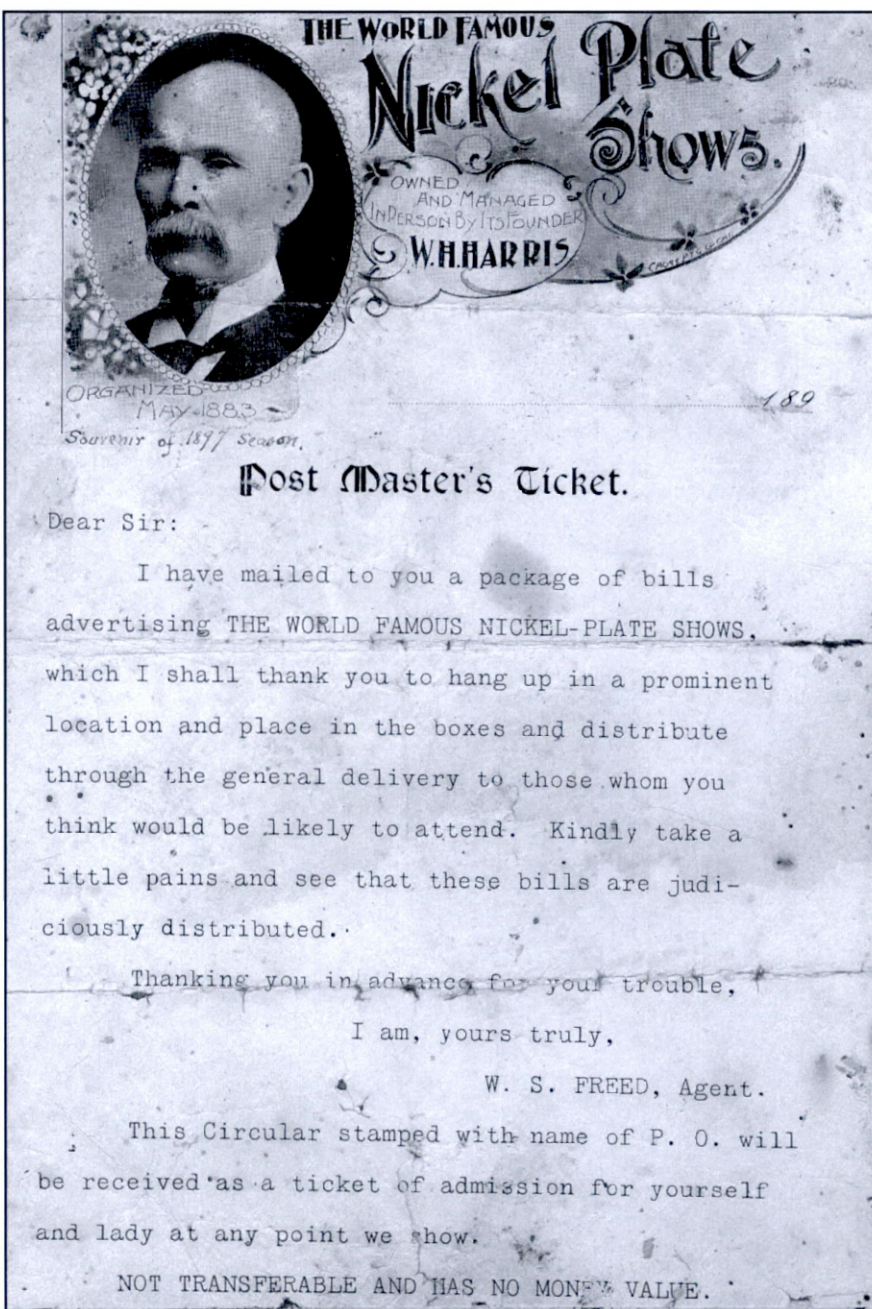 THE WORLD FAMOUS
Nickel Plate
Shows.
OWNED
AND MANAGED
IN PERSON BY ITS FOUNDER
W.H.HARRIS
ORGANIZED
MAY-1883
189
Souvenir of 1897 Season.
Post Master's Ticket.
Dear Sir:
I have mailed to you a package of bills
advertising THE WORLD FAMOUS NICKEL-PLATE SHOWS,
which I shall thank you to hang up in a prominent
location and place in the boxes and distribute
through the general delivery to those whom you
think would be likely to attend. Kindly take a
little pains and see that these bills are judi-
ciously distributed.
Thanking you in advance for your trouble,
I am, yours truly,
W. S. FREED, Agent.
This Circular stamped with name of P. O. will
be received as a ticket of admission for yourself
and lady at any point we show.
NOT TRANSFERABLE AND HAS NO MONEY VALUE.